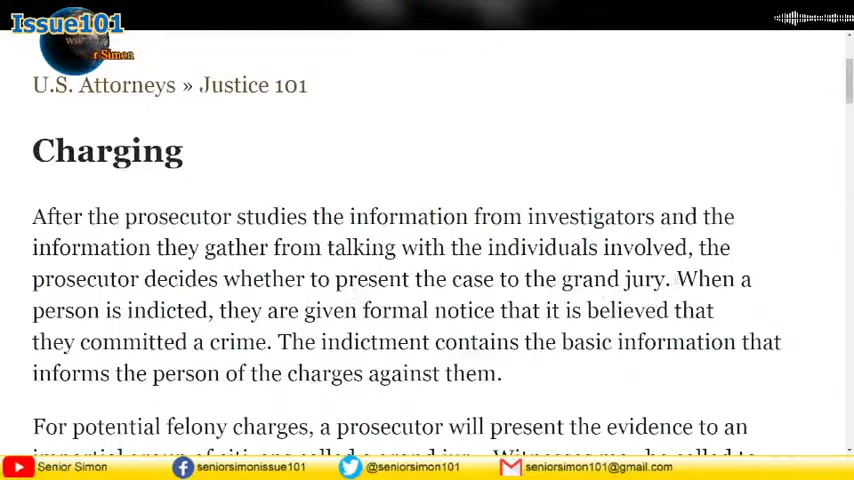 Issue101
r Simon
U.S. Attorneys » Justice 101
Charging
After the prosecutor studies the information from investigators and the
information they gather from talking with the individuals involved, the
prosecutor decides whether to present the case to the grand jury. When a
person is indicted, they are given formal notice that it is believed that
they committed a crime. The indictment contains the basic information that
informs the person of the charges against them.
For potential felony charges, a prosecutor will present the evidence to an
Senior Simon
seniorsimonissue101
@seniorsimon101
seniorsimon101@gmail.com